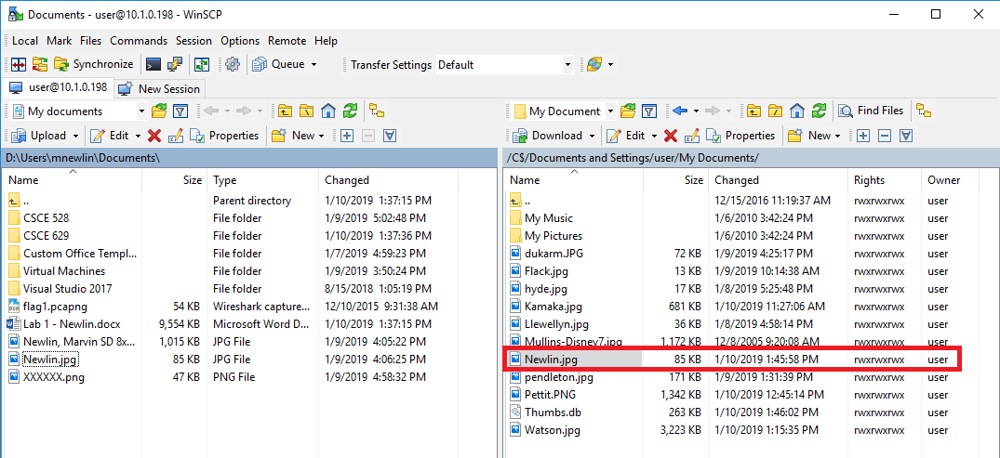 Documents - user@10.1.0.198 - WinSCP
Local Mark Files Commands Session Options Remote Help
Synchronize Queue Transfer Settings Default
user@10.1.0.198 New Session
My documents
Upload Edit Properties New
D:\Users\mnewlin\Documents\
Name Size Type Changed
.. Parent directory 1/10/2019 1:37:15 PM
CSCE 528 File folder 1/9/2019 5:02:48 PM
CSCE 629 File folder 1/10/2019 1:37:36 PM
Custom Office Templ... File folder 1/7/2019 4:59:23 PM
Virtual Machines File folder 1/9/2019 3:50:24 PM
Visual Studio 2017 File folder 8/15/2018 1:05:19 PM
flag1.pcapng 54 KB Wireshark capture... 12/10/2015 9:31:38 AM
Lab 1 - Newlin.docx 9,554 KB Microsoft Word D... 1/10/2019 1:37:15 PM
Newlin, Marvin SD 8x... 1,015 KB JPG File 1/9/2019 4:05:22 PM
Newlin.jpg 85 KB JPG File 1/9/2019 4:06:25 PM
XXXXXX.png 47 KB PNG File 1/9/2019 4:58:32 PM
My Document Find Files
Download Edit Properties New
/C$/Documents and Settings/user/My Documents/
Name Size Changed Rights Owner
.. 12/15/2016 11:19:37 AM rwxrwxrwx user
My Music 1/6/2010 3:42:24 PM rwxrwxrwx user
My Pictures 1/6/2010 3:42:24 PM rwxrwxrwx user
dukarm.JPG 72 KB 1/9/2019 4:25:17 PM rwxrwxrwx user
Flack.jpg 13 KB 1/9/2019 10:14:38 AM rwxrwxrwx user
hyde.jpg 17 KB 1/8/2019 5:25:48 PM rwxrwxrwx user
Kamaka.jpg 681 KB 1/10/2019 11:27:06 AM rwxrwxrwx user
Llewellyn.jpg 36 KB 1/8/2019 4:58:14 PM rwxrwxrwx user
Mullins-Disney7.jpg 1,172 KB 12/8/2005 9:20:08 AM rwxrwxrwx user
Newlin.jpg 85 KB 1/10/2019 1:45:58 PM rwxrwxrwx user
pendleton.jpg 171 KB 1/9/2019 1:31:39 PM rwxrwxrwx user
Pettit.PNG 1,342 KB 1/10/2019 12:45:14 PM rwxrwxrwx user
Thumbs.db 263 KB 1/10/2019 1:46:02 PM rwxrwxrwx user
Watson.jpg 3,223 KB 1/10/2019 1:15:35 PM rwxrwxrwx user